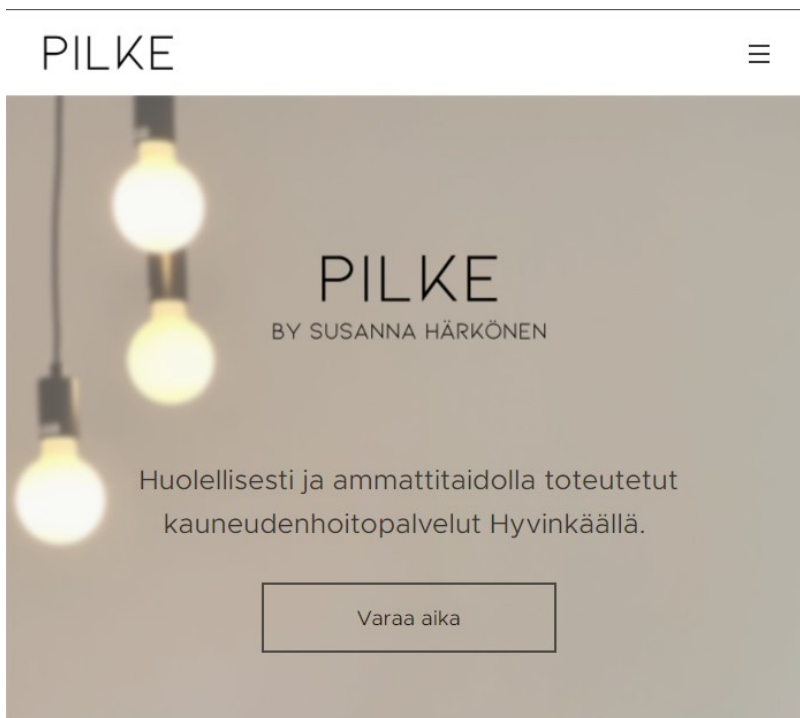 PILKE
PILKE
BY SUSANNA HÄRKÖNEN
Huolellisesti ja ammattitaidolla toteutetut
kauneudenhoitopalvelut Hyvinkäällä.
Varaa aika